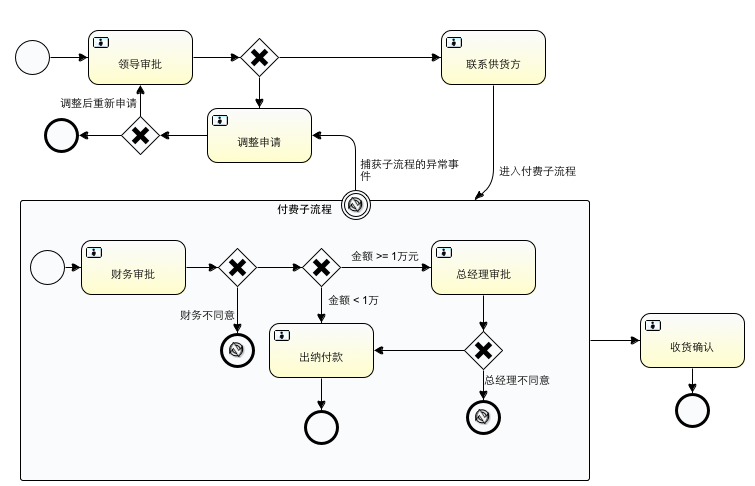 领导审批
联系供货方
调整后重新申请
调整申请
捕获子流程的异常事
件
进入付费子流程
付费子流程
金额 >= 1万元
财务审批
总经理审批
金额 < 1万
财务不同意
出纳付款
收货确认
总经理不同意